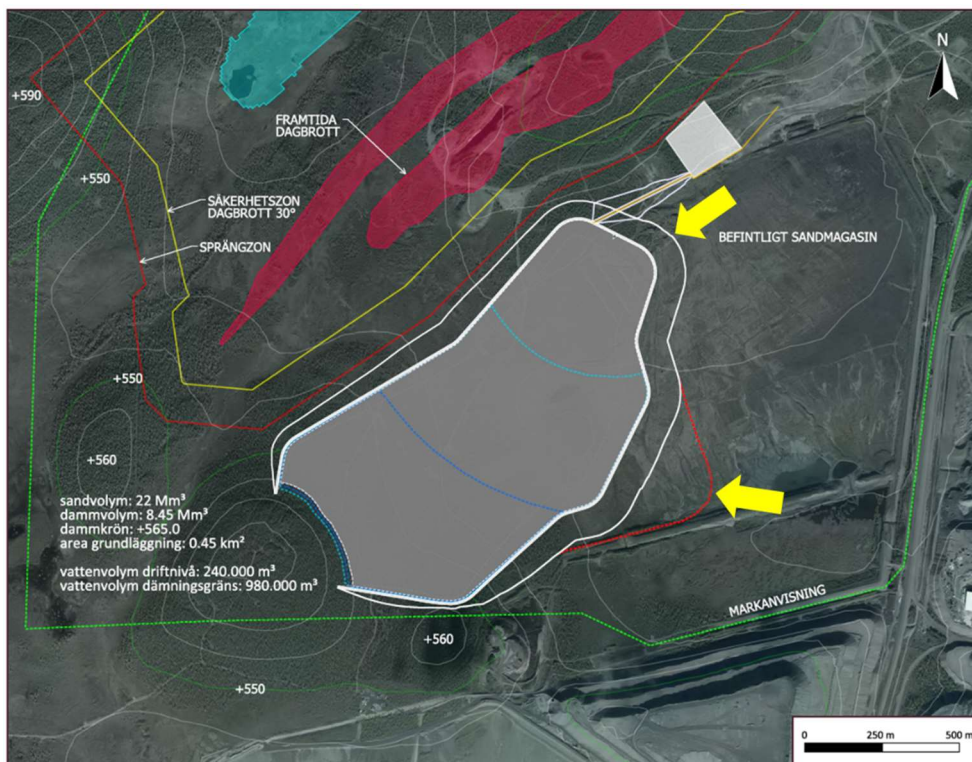 N
+590
FRAMTIDA
DAGBROTT
+550
SÄKERHETSZON
DAGBROTT 30°
SPRÄNGZON
BEFINTLIGT SANDMAGASIN
+550
+560
sandvolym: 22 Mm³
dammvolym: 8.45 Mm³
dammkrön: +565.0
area grundläggning: 0.45 km²
vattenvolym driftnivå: 240.000 m³
vattenvolym dämningsgräns: 980.000 m³
MARKANVISNING
+560
+550
0 250 m 500 m